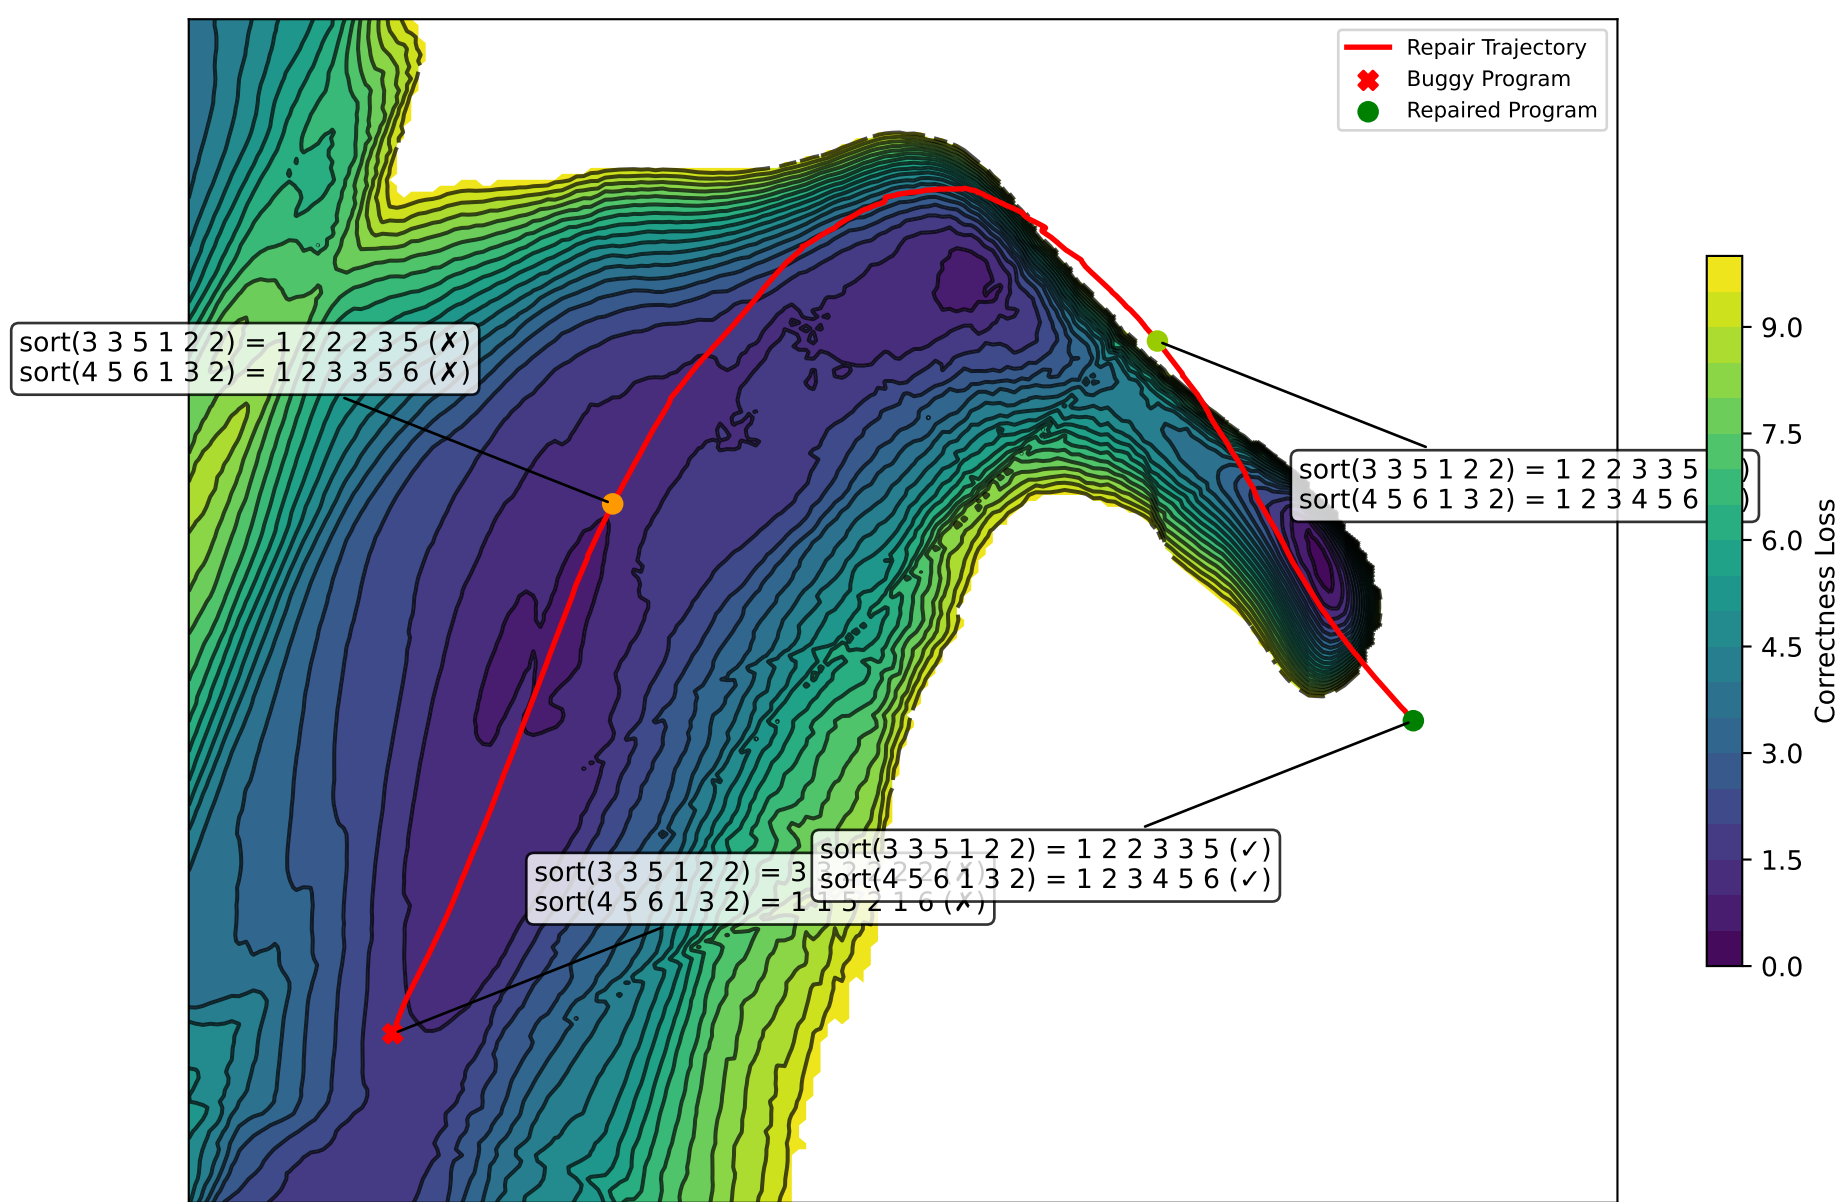 Repair Trajectory
Buggy Program
Repaired Program
sort(3 3 5 1 2 2) = 1 2 2 2 3 5 (✗)
sort(4 5 6 1 3 2) = 1 2 3 3 5 6 (✗)
sort(3 3 5 1 2 2) = 1 2 2 3 3 5 )
sort(4 5 6 1 3 2) = 1 2 3 4 5 6 )
sort(3 3 5 1 2 2) = 1 2 2 3 3 5 (✓)
sort(4 5 6 1 3 2) = 1 2 3 4 5 6 (✓)
sort(3 3 5 1 2 2) = 3 3 2 2 2 2 (✗)
sort(4 5 6 1 3 2) = 1 1 5 2 1 6 (✗)
9.0
7.5
6.0
4.5
3.0
1.5
0.0
Correctness Loss